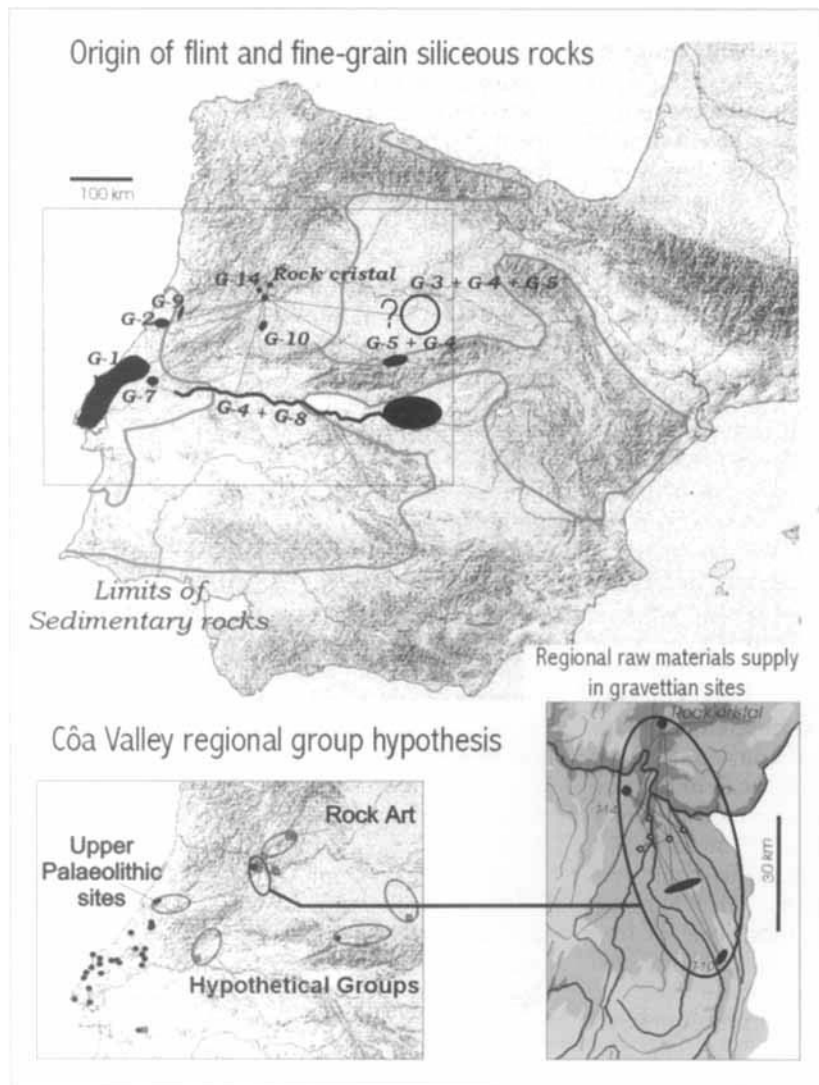 Origin of flint and fine-grain siliceous rocks
100 km
G-14
Rock cristal
G-3 + G-4 + G-5
G-9
G-2
?
G-10
G-5 + G-4
G-1
G-7
G-4 + G-8
Limits of
Sedimentary rocks
Regional raw materials supply
in gravettian sites
Rock cristal
30 km
Côa Valley regional group hypothesis
Rock Art
Upper
Palaeolithic
sites
Hypothetical Groups